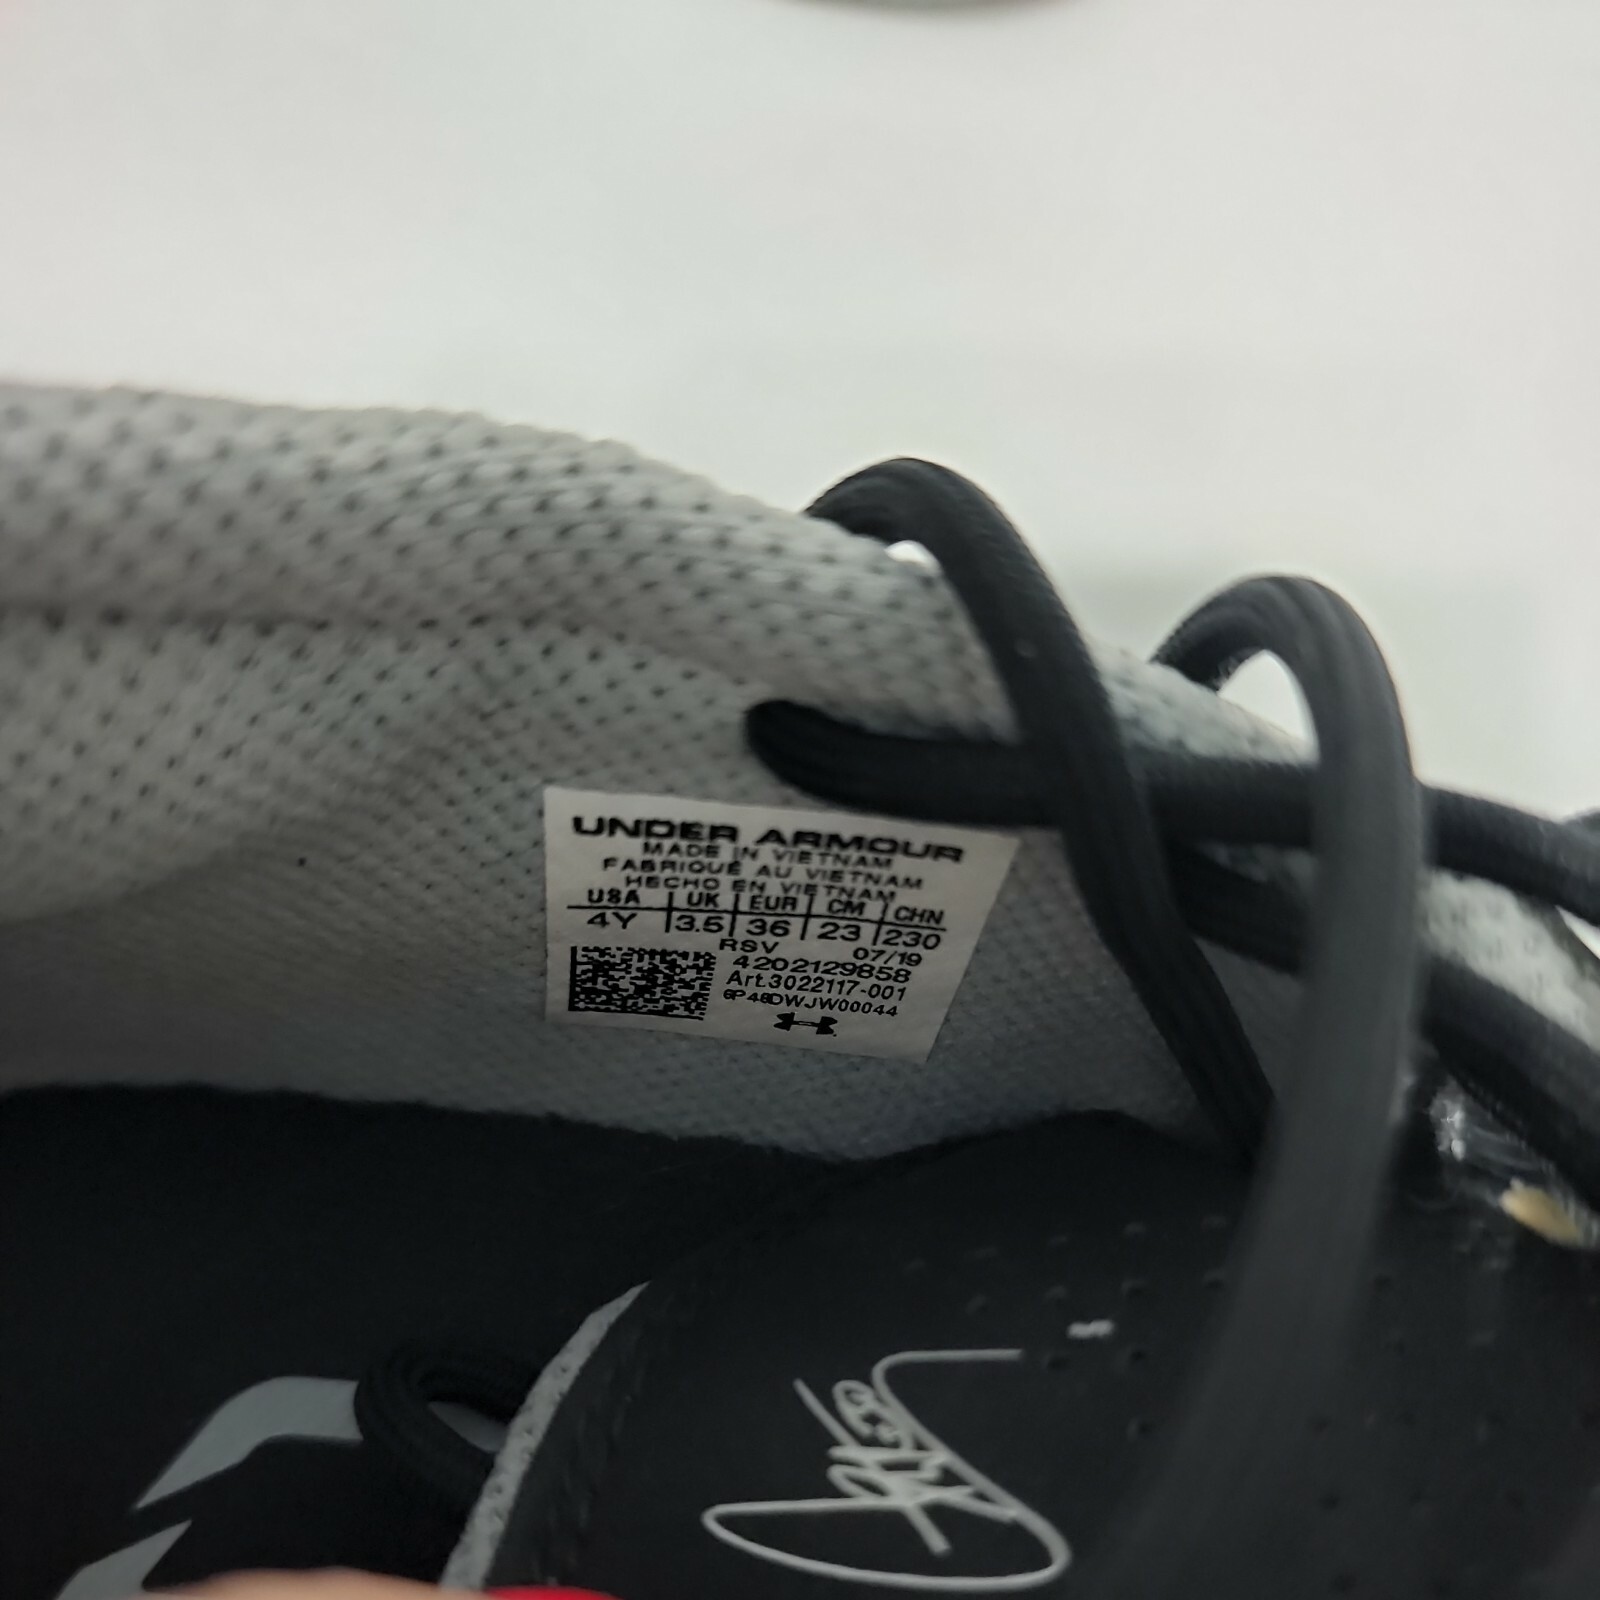 UNDER ARMOUR
MADE IN VIETNAM
FABRIQUÉ AU VIETNAM
HECHO EN VIETNAM
USA UK EUR CM CHN
4Y 3.5 36 23 230
RSV 07/19
4202129858
Art.3022117-001
6P48DWJW00044